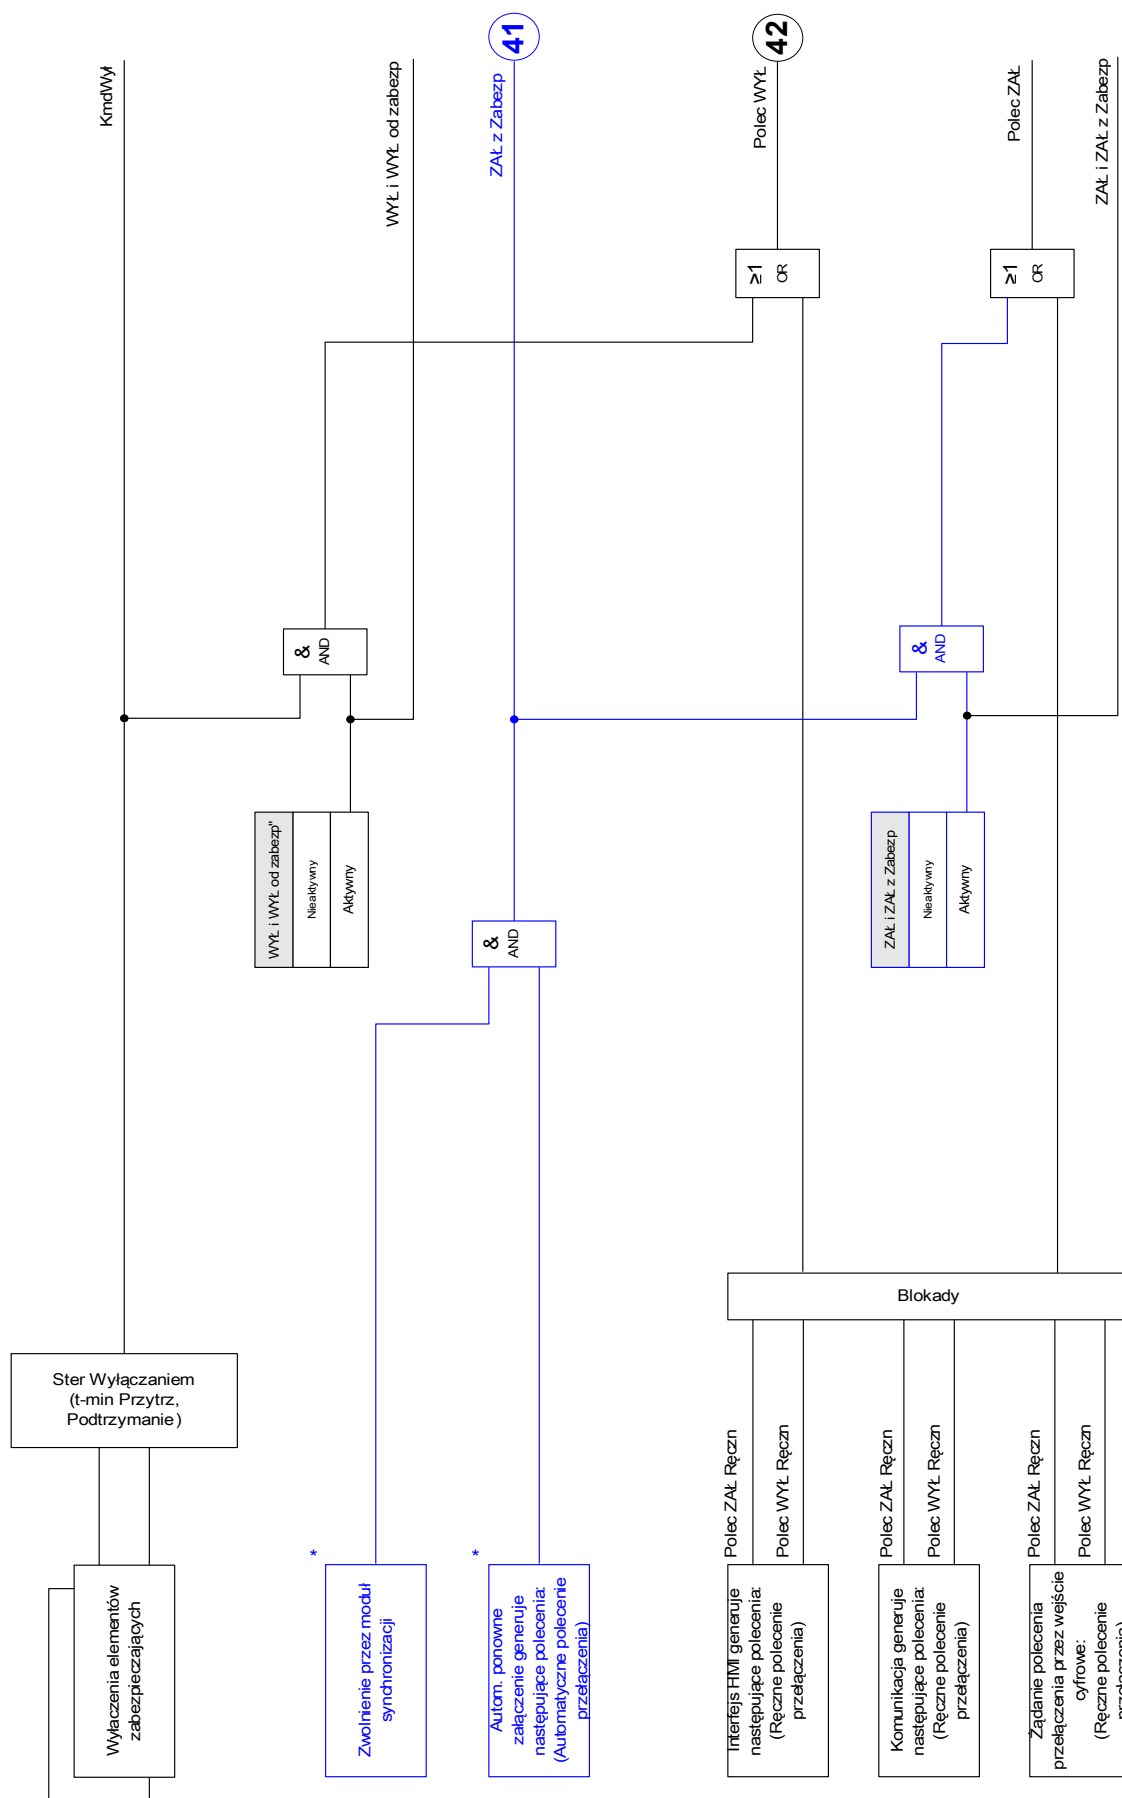 KmdWył
WYŁ i WYŁ od zabezp
41
ZAŁ z Zabezp
42
Polec WYŁ
Polec ZAŁ
ZAŁ i ZAŁ z Zabezp
≥1
OR
≥1
OR
&
AND
&
AND
WYŁ i WYŁ od zabezp"
Nieaktywny
Aktywny
ZAŁ i ZAŁ z Zabezp
Nieaktywny
Aktywny
&
AND
Blokady
Ster Wyłączaniem
(t-min Przytrz,
Podtrzymanie)
Polec ZAŁ Ręczn
Polec WYŁ Ręczn
Polec ZAŁ Ręczn
Polec WYŁ Ręczn
Polec ZAŁ Ręczn
Polec WYŁ Ręczn
*
*
Wyłaczenia elementów
zabezpieczających
Zwolnienie przez moduł
synchronizacji
Autom. ponowne
załączenie generuje
następujące polecenia:
(Automatyczne polecenie
przełączenia)
Interfejs HMI generuje
następujące polecenia:
(Ręczne polecenie
przełączenia)
Komunikacja generuje
następujące polecenia:
(Ręczne polecenie
przełączenia)
Żądanie polecenia
przełączenia przez wejście
cyfrowe:
(Ręczne polecenie
przełączenia)